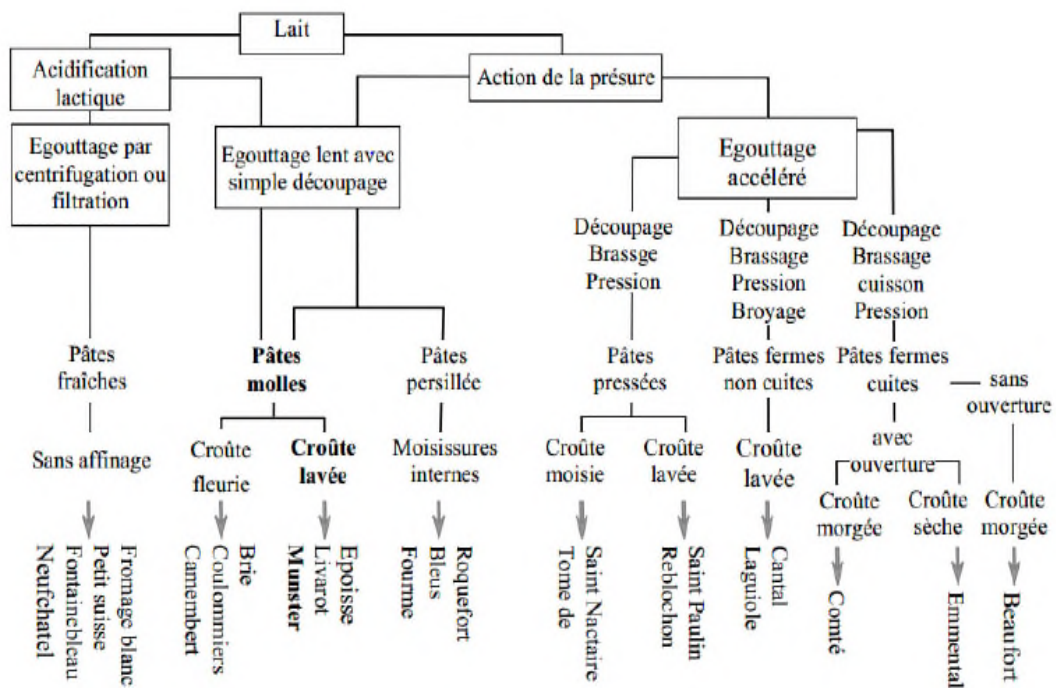 Lait
Acidification
lactique
Action de la présure
Egouttage par
centrifugation ou
filtration
Egouttage lent avec
simple découpage
Egouttage
accéléré
Découpage
Brassge
Pression
Découpage
Brassage
Pression
Broyage
Découpage
Brassage
cuisson
Pression
Pâtes
fraîches
Pâtes
molles
Pâtes
persillée
Pâtes
pressées
Pâtes fermes
non cuites
Pâtes fermes
cuites
sans
ouverture
avec
ouverture
Sans affinage
Croûte
fleurie
Croûte
lavée
Moisissures
internes
Croûte
moisie
Croûte
lavée
Croûte
lavée
Croûte
morgée
Croûte
sèche
Croûte
morgée
Fromage blanc
Petit suisse
Fontainebleau
Neufchatel
Brie
Coulommiers
Camembert
Epoisse
Livarot
Munster
Roquefort
Bleus
Fourme
Saint Nactaire
Tome de
Saint Paulin
Reblochon
Cantal
Laguiole
Comté
Emmental
Beaufort